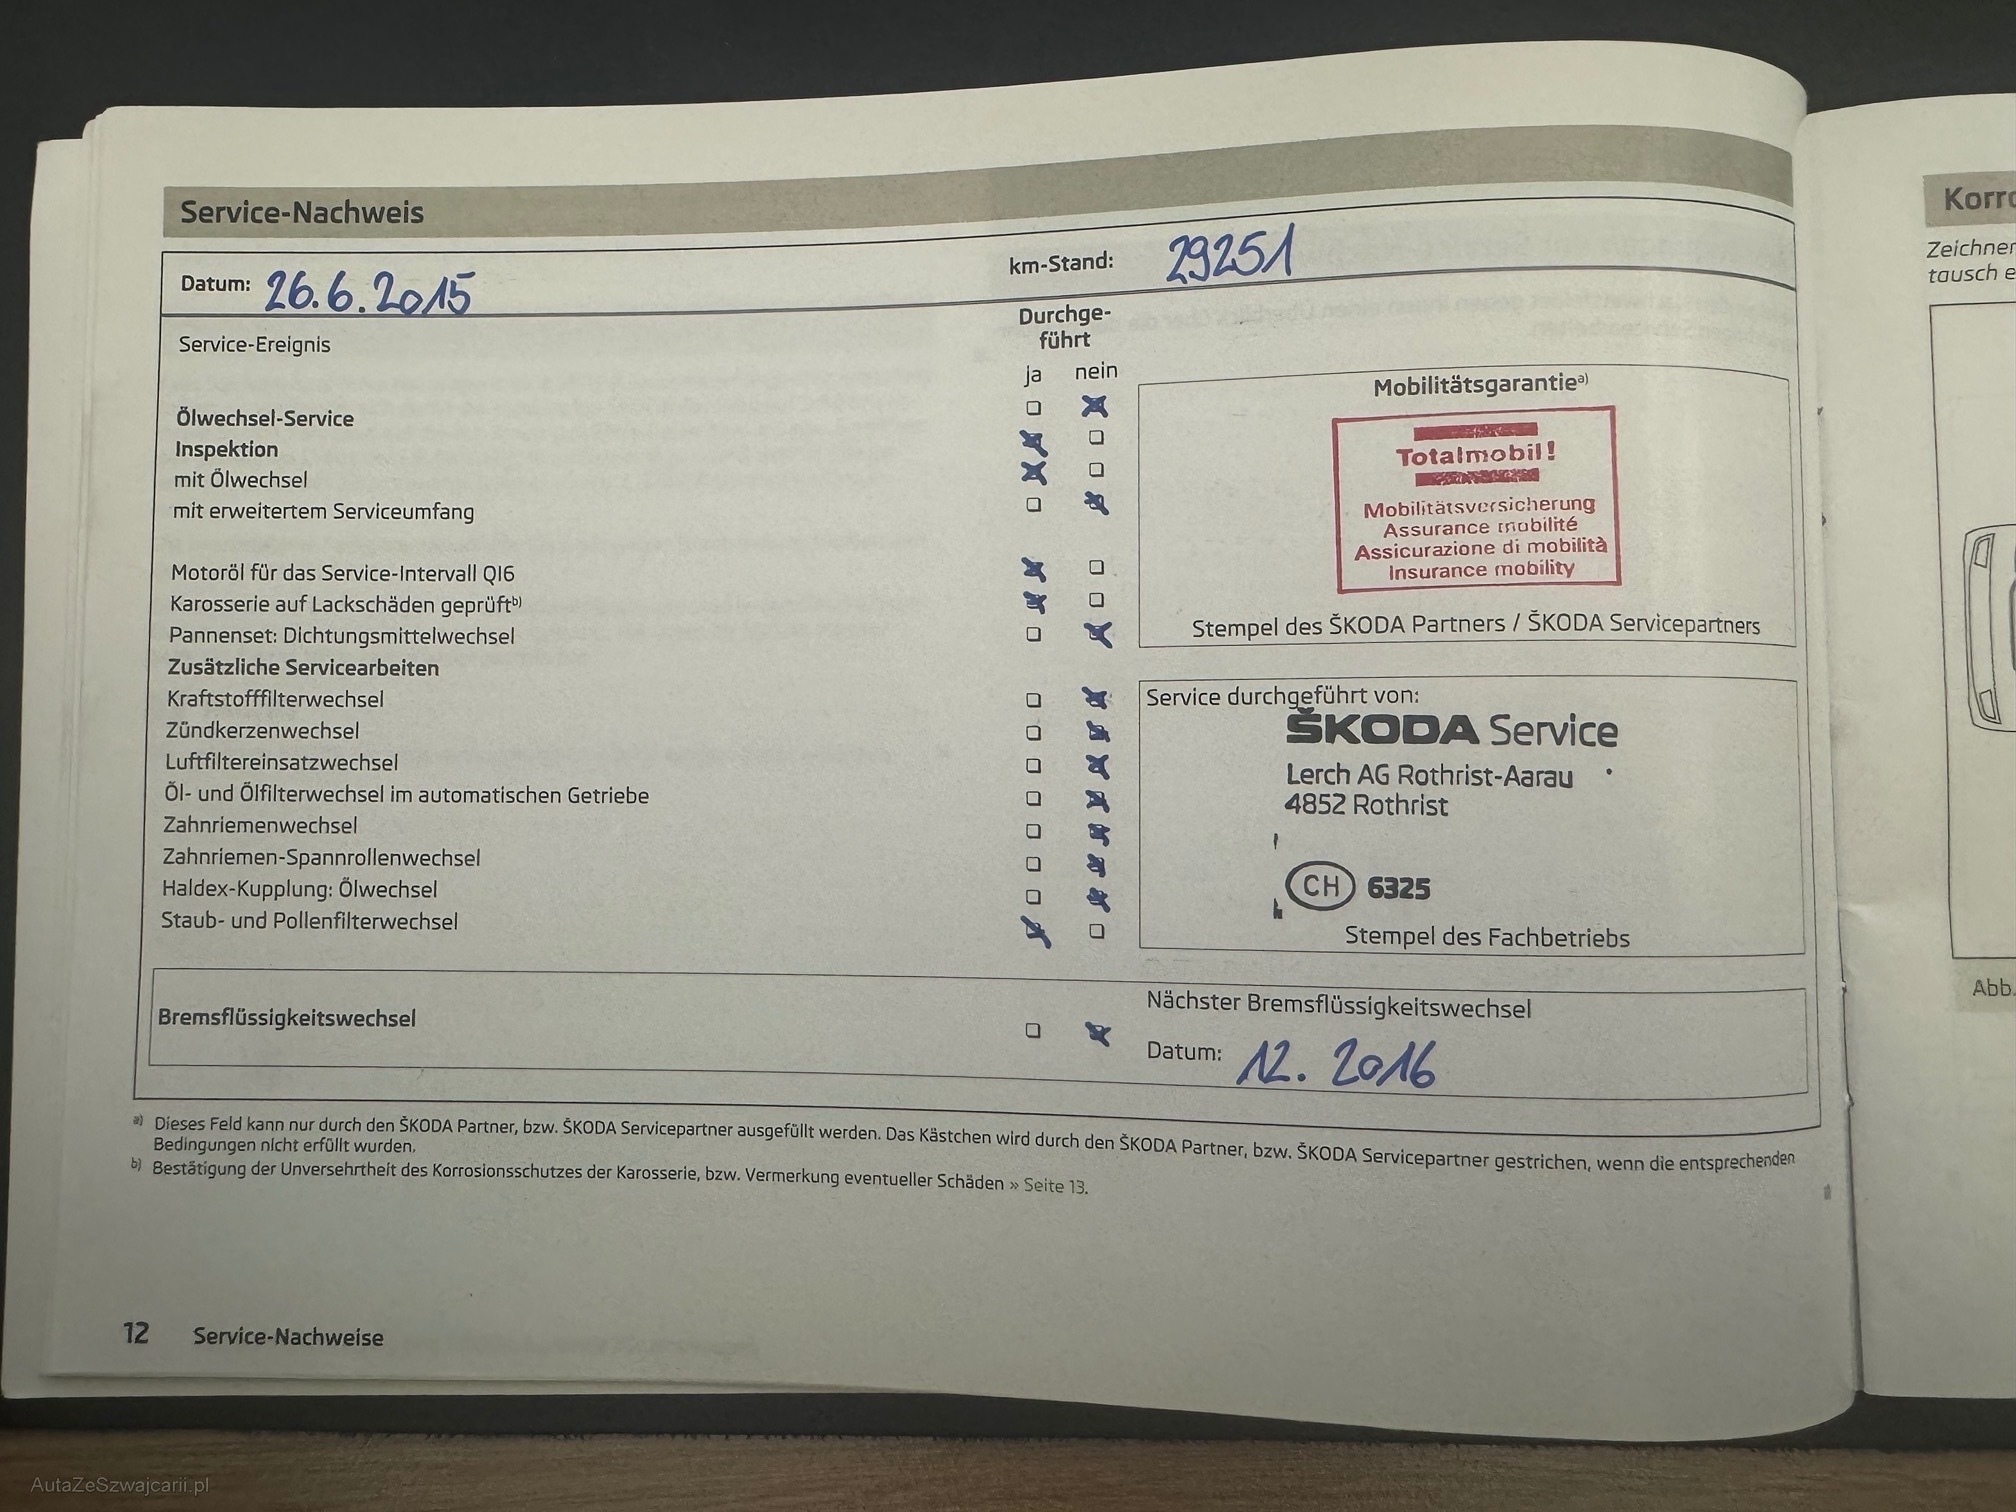 Service-Nachweis
Datum: 26.6.2015
km-Stand: 29251
Service-Ereignis
Durchge-
führt
ja nein
Ölwechsel-Service
Inspektion
mit Ölwechsel
mit erweitertem Serviceumfang
Motoröl für das Service-Intervall QI6
Karosserie auf Lackschäden geprüft b)
Pannenset: Dichtungsmittelwechsel
Zusätzliche Servicearbeiten
Kraftstofffilterwechsel
Zündkerzenwechsel
Luftfiltereinsatzwechsel
Öl- und Ölfilterwechsel im automatischen Getriebe
Zahnriemenwechsel
Zahnriemen-Spannrollenwechsel
Haldex-Kupplung: Ölwechsel
Staub- und Pollenfilterwechsel
Mobilitätsgarantie a)
Totalmobil!
Mobilitätsversicherung
Assurance mobilité
Assicurazione di mobilità
Insurance mobility
Stempel des ŠKODA Partners / ŠKODA Servicepartners
Service durchgeführt von:
ŠKODA Service
Lerch AG Rothrist-Aarau
4852 Rothrist
CH 6325
Stempel des Fachbetriebs
Bremsflüssigkeitswechsel
Nächster Bremsflüssigkeitswechsel
Datum: 12. 2016
a) Dieses Feld kann nur durch den ŠKODA Partner, bzw. ŠKODA Servicepartner ausgefüllt werden. Das Kästchen wird durch den ŠKODA Partner, bzw. ŠKODA Servicepartner gestrichen, wenn die entsprechenden
Bedingungen nicht erfüllt wurden.
b) Bestätigung der Unversehrtheit des Korrosionsschutzes der Karosserie, bzw. Vermerkung eventueller Schäden » Seite 13.
12 Service-Nachweise
Korro
Zeichnen
tausch e
Abb.
AutaZeSzwajcarii.pl